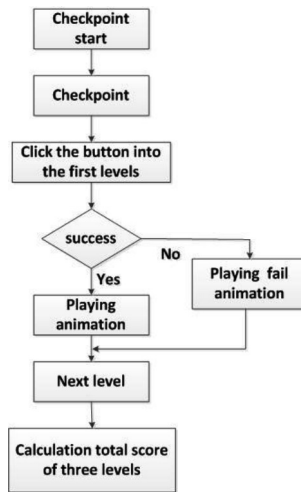 Checkpoint
start
Checkpoint
Click the button into
the first levels
success
No
Yes
Playing fail
animation
Playing
animation
Next level
Calculation total score
of three levels